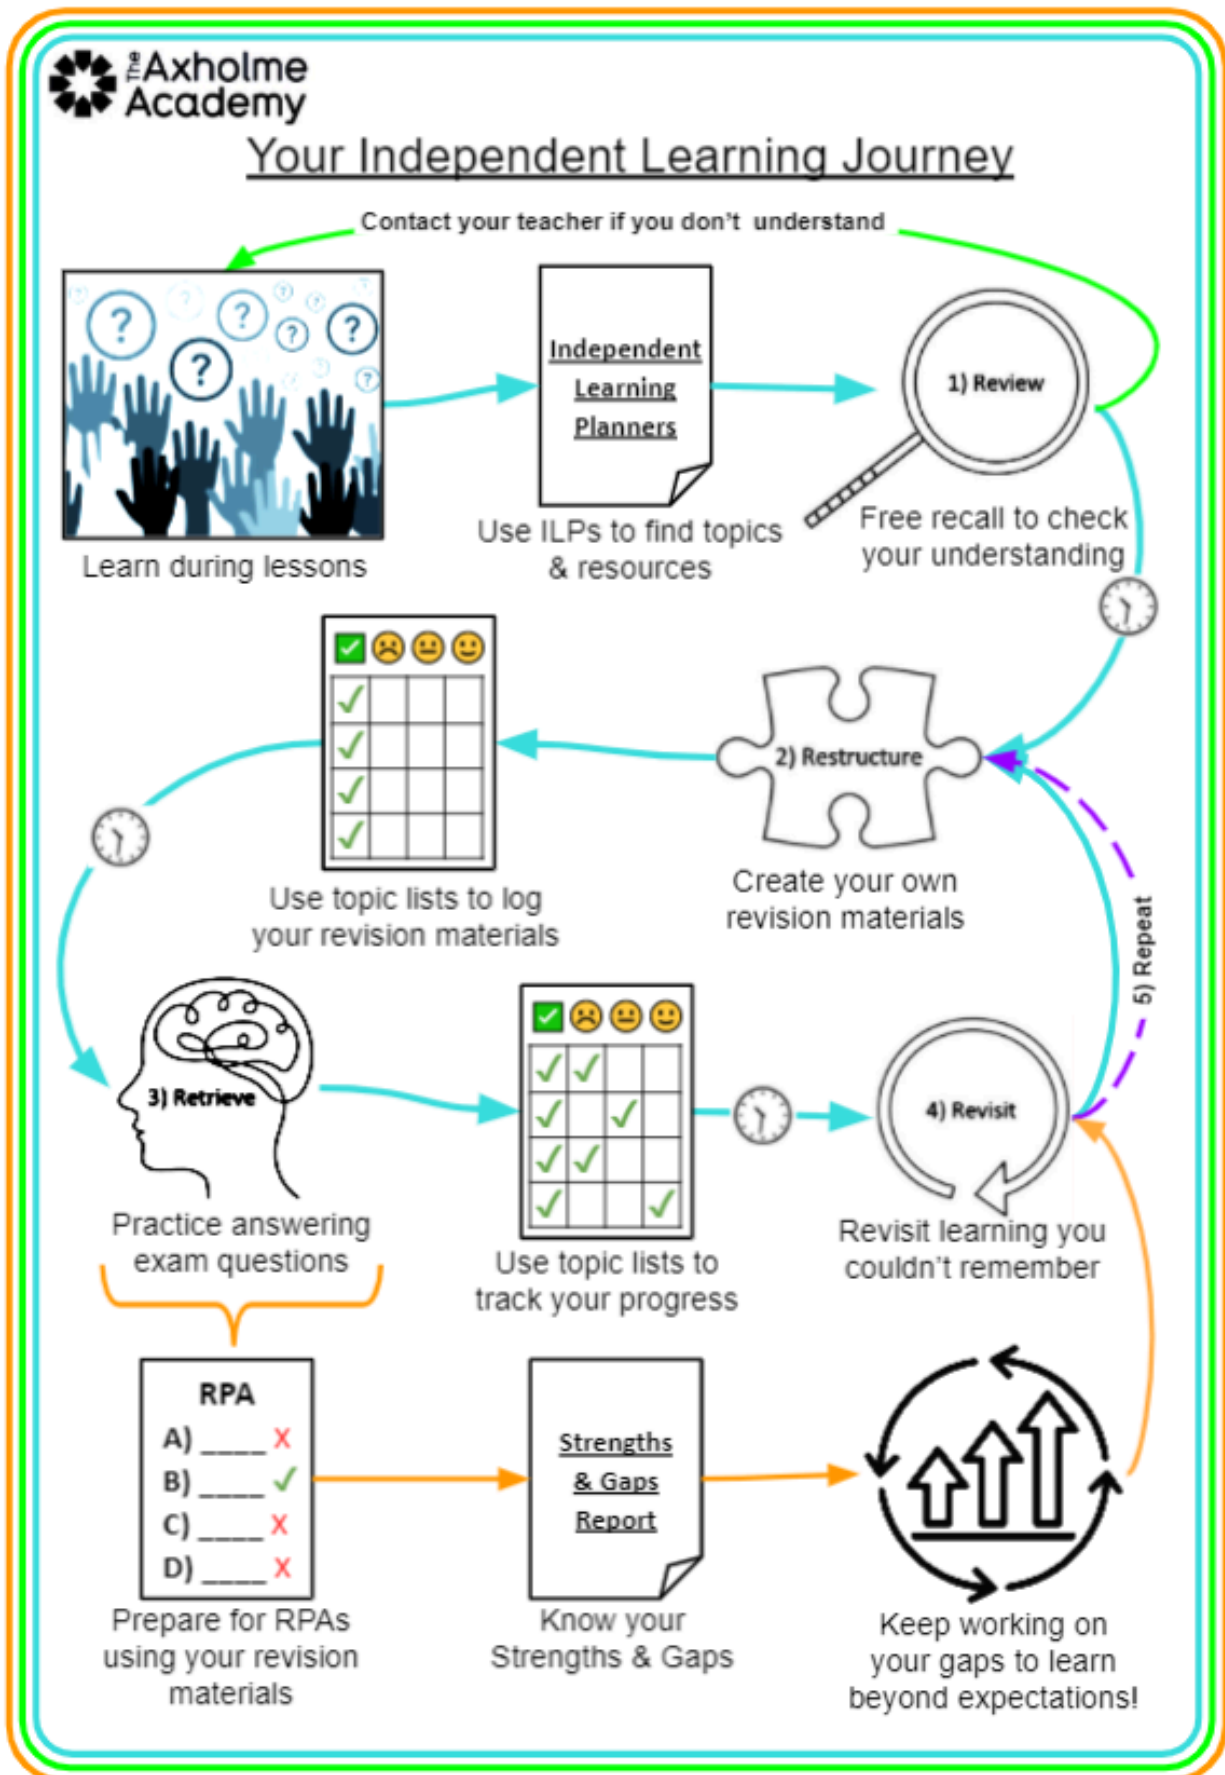 The Axholme
Academy
Your Independent Learning Journey
Contact your teacher if you don't understand
? ? ? ? ? ? ? ? ? ?
Learn during lessons
Independent
Learning
Planners
Use ILPs to find topics
& resources
1) Review
Free recall to check
your understanding
2) Restructure
Create your own
revision materials
Use topic lists to log
your revision materials
3) Retrieve
Practice answering
exam questions
Use topic lists to
track your progress
4) Revisit
Revisit learning you
couldn't remember
5) Repeat
RPA
A) ____ X
B) ____ ✓
C) ____ X
D) ____ X
Prepare for RPAs
using your revision
materials
Strengths
& Gaps
Report
Know your
Strengths & Gaps
Keep working on
your gaps to learn
beyond expectations!